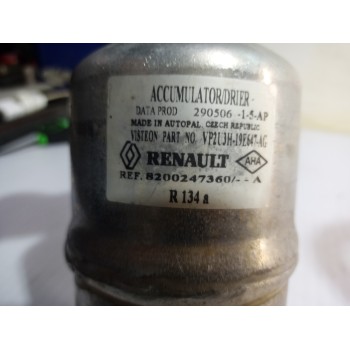 ACCUMULATOR/DRIER
DATA PROD 290506 -1-5-AP
MADE IN AUTOPAL, CZECH REPUBLIC
VISTEON PART NO. VP2U3H-19E647-AG
RENAULT AHA
REF. 8200247360/-- A
R 134 a